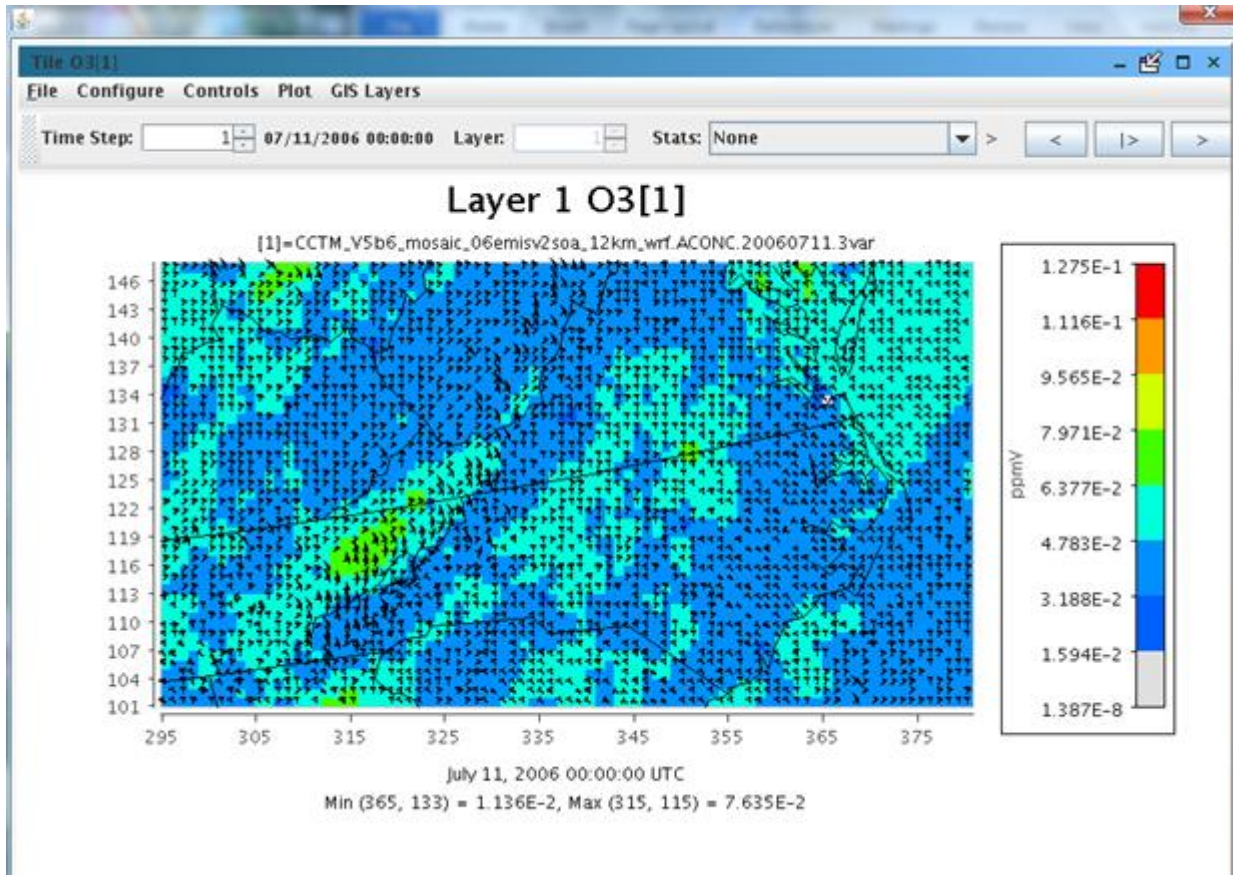 Tile O3[1]
File Configure Controls Plot GIS Layers
Time Step: 1 07/11/2006 00:00:00 Layer: 1 Stats: None > < |> >
Layer 1 O3[1]
[1]=CCTM_V5b6_mosaic_06emisv2soa_12km_wrf.ACONC.20060711.3var
146
143
140
137
134
131
128
125
122
119
116
113
110
107
104
101
295 305 315 325 335 345 355 365 375
1.275E-1
1.116E-1
9.565E-2
7.971E-2
6.377E-2
4.783E-2
3.188E-2
1.594E-2
1.387E-8
ppmV
July 11, 2006 00:00:00 UTC
Min (365, 133) = 1.136E-2, Max (315, 115) = 7.635E-2